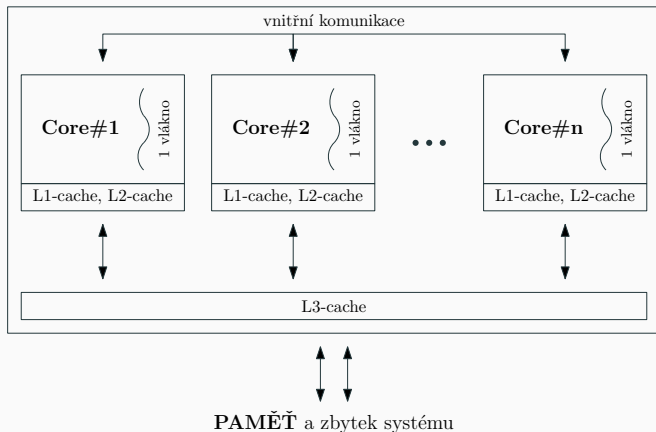 vnitřní komunikace
Core#1
1 vlákno
L1-cache, L2-cache
Core#2
1 vlákno
L1-cache, L2-cache
...
Core#n
1 vlákno
L1-cache, L2-cache
L3-cache
PAMĚŤ a zbytek systému